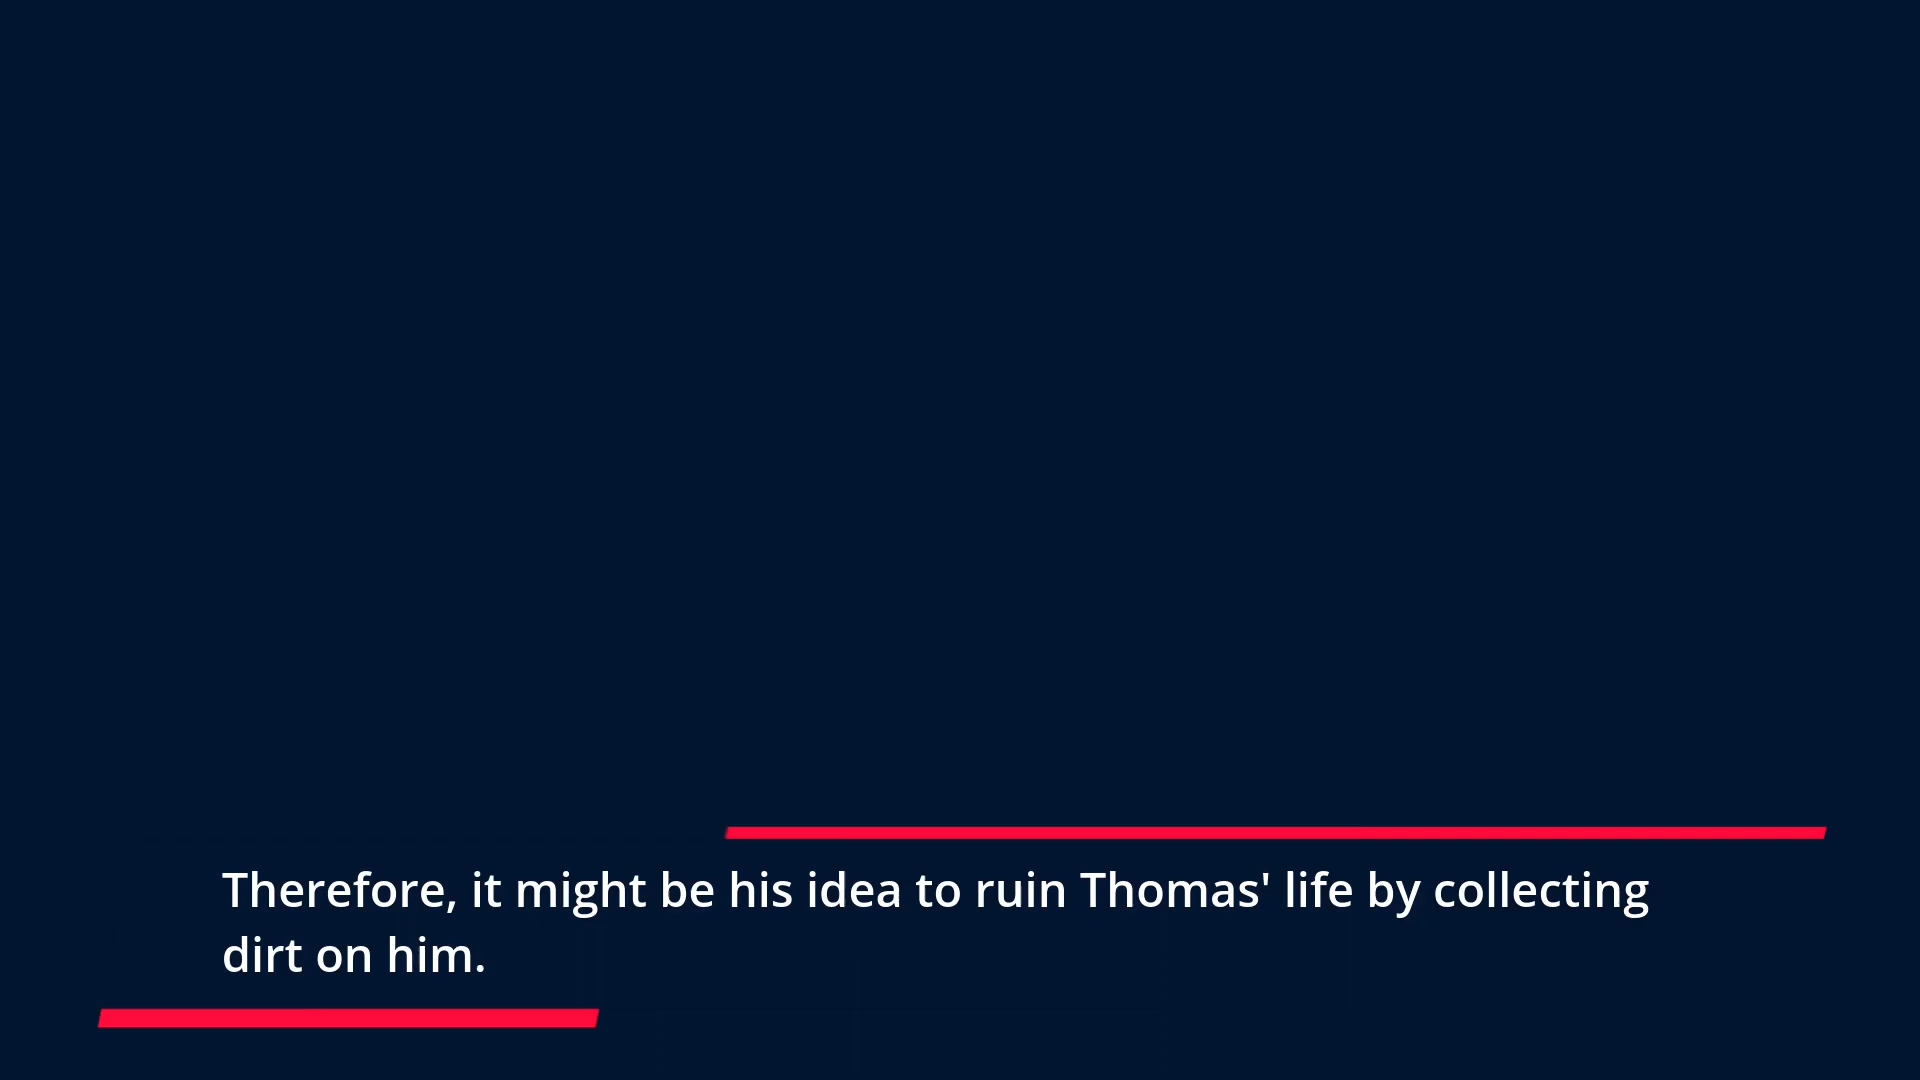 Therefore, it might be his idea to ruin Thomas' life by collecting
dirt on him.